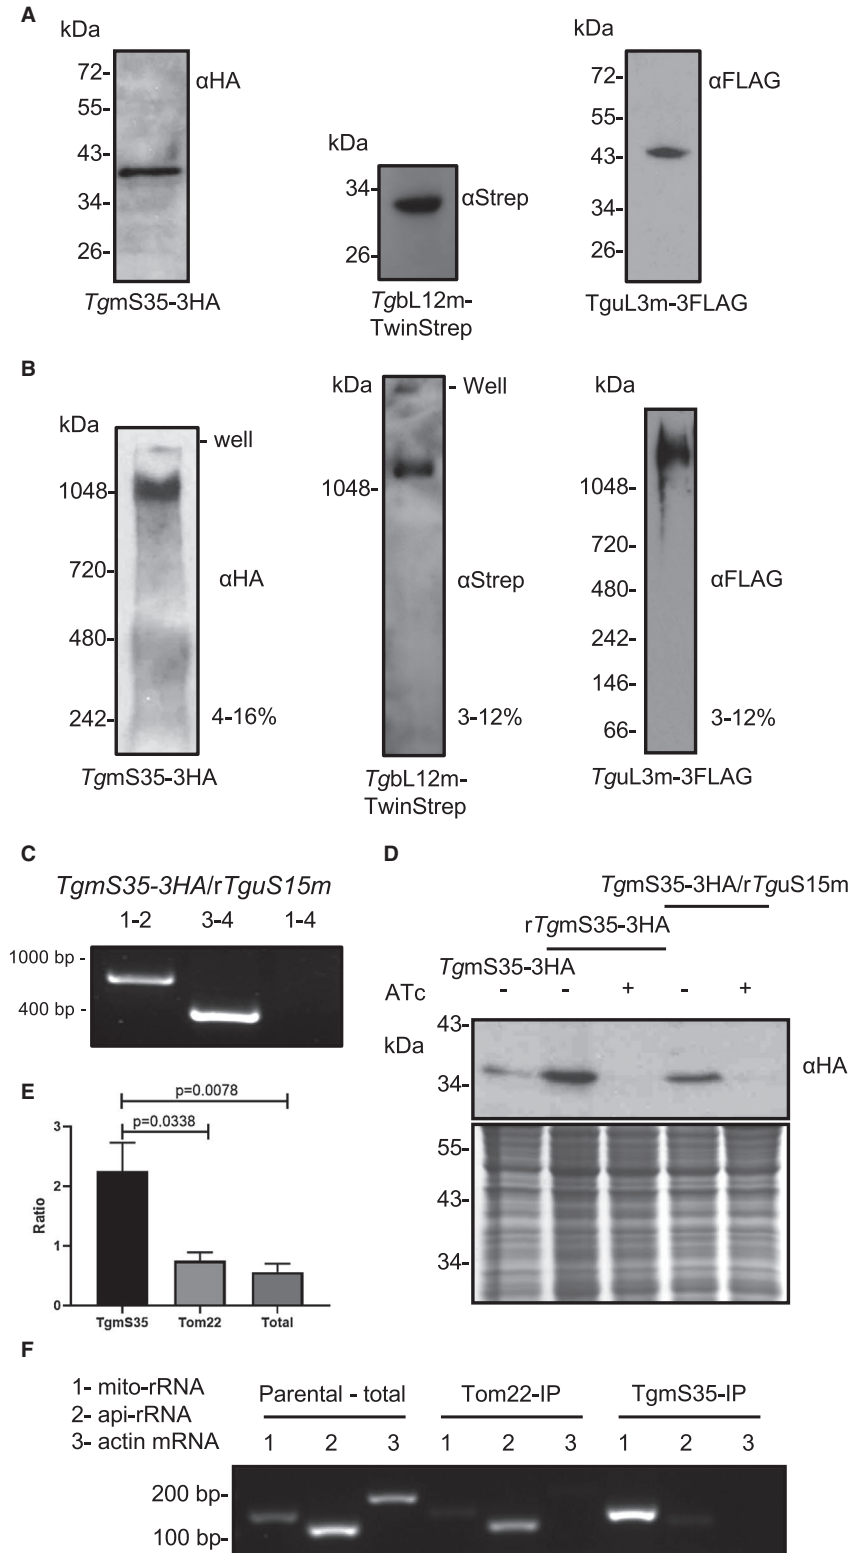 A
kDa
72-
55-
43-
34-
26-
αHA
TgmS35-3HA
kDa
34-
26-
αStrep
TgbL12m-
TwinStrep
kDa
72-
55-
43-
34-
26-
αFLAG
TguL3m-3FLAG
B
kDa
- well
1048-
720-
480-
242-
αHA
4-16%
TgmS35-3HA
kDa
- Well
1048-
αStrep
3-12%
TgbL12m-
TwinStrep
kDa
1048-
720-
480-
242-
146-
66-
αFLAG
3-12%
TguL3m-3FLAG
C
TgmS35-3HA/rTguS15m
1-2 3-4 1-4
1000 bp -
400 bp -
D
TgmS35-3HA/rTguS15m
rTgmS35-3HA
TgmS35-3HA
ATc - - + - +
kDa
43-
34-
αHA
55-
43-
34-
E
p=0.0078
p=0.0338
Ratio
3
2
1
0
TgmS35 Tom22 Total
F
1- mito-rRNA
2- api-rRNA
3- actin mRNA
Parental - total Tom22-IP TgmS35-IP
1 2 3 1 2 3 1 2 3
200 bp-
100 bp-